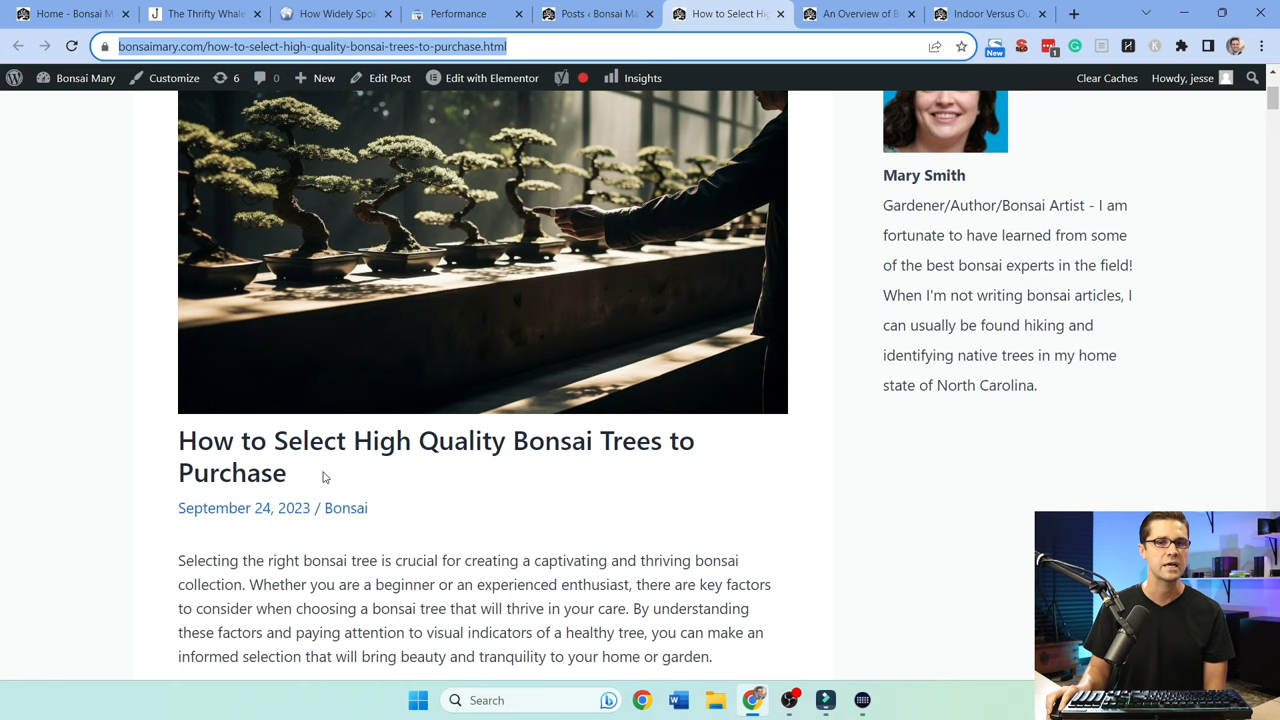 Home ‹ Bonsai Ma
The Thrifty Whale
How Widely Spo
Performance
Posts ‹ Bonsai Ma
How to Select Hig
An Overview of B
Indoor Versus Ou
bonsaimary.com/how-to-select-high-quality-bonsai-trees-to-purchase.html
New
1
Bonsai Mary
Customize
6
0
New
Edit Post
Edit with Elementor
Insights
Clear Caches
Howdy, jesse
Mary Smith
Gardener/Author/Bonsai Artist - I am
fortunate to have learned from some
of the best bonsai experts in the field!
When I'm not writing bonsai articles, I
can usually be found hiking and
identifying native trees in my home
state of North Carolina.
How to Select High Quality Bonsai Trees to
Purchase
September 24, 2023 / Bonsai
Selecting the right bonsai tree is crucial for creating a captivating and thriving bonsai
collection. Whether you are a beginner or an experienced enthusiast, there are key factors
to consider when choosing a bonsai tree that will thrive in your care. By understanding
these factors and paying attention to visual indicators of a healthy tree, you can make an
informed selection that will bring beauty and tranquility to your home or garden.
Search